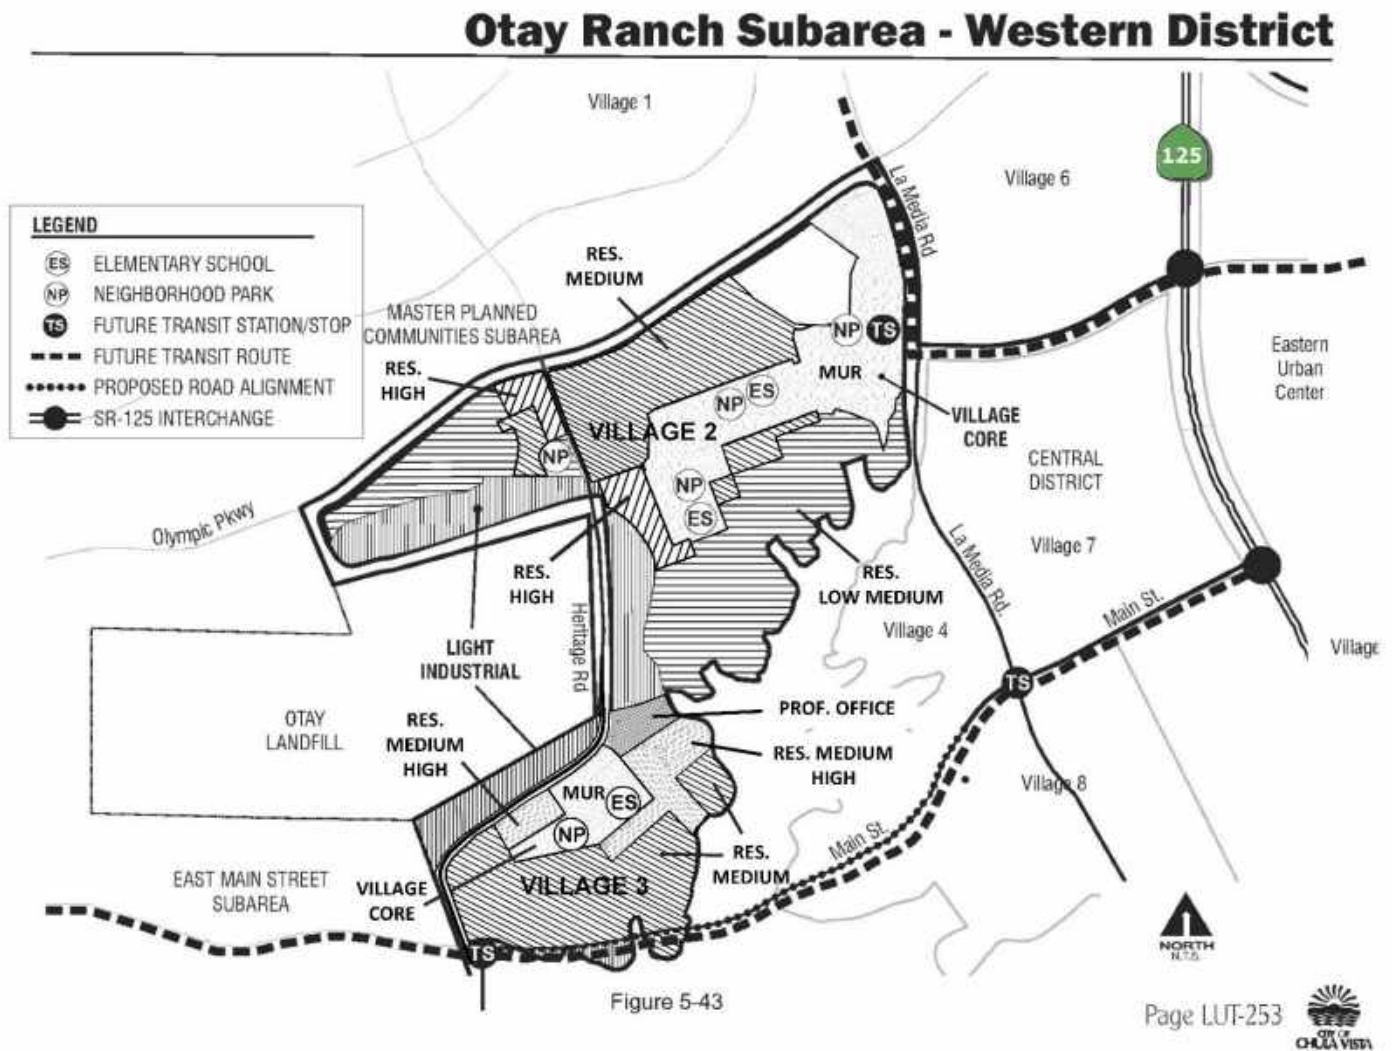 Otay Ranch Subarea - Western District
Village 1
125
Village 6
La Media Rd
LEGEND
ES ELEMENTARY SCHOOL
NP NEIGHBORHOOD PARK
TS FUTURE TRANSIT STATION/STOP
FUTURE TRANSIT ROUTE
PROPOSED ROAD ALIGNMENT
SR-125 INTERCHANGE
RES.
MEDIUM
MASTER PLANNED
COMMUNITIES SUBAREA
RES.
HIGH
NP TS
MUR
Eastern
Urban
Center
NP ES
VILLAGE
CORE
VILLAGE 2
NP
CENTRAL
DISTRICT
NP
ES
Olympic Pkwy
La Media Rd.
Village 7
RES.
HIGH
RES.
LOW MEDIUM
Main St.
Heritage Rd
Village 4
LIGHT
INDUSTRIAL
Village
TS
PROF. OFFICE
OTAY
LANDFILL
RES.
MEDIUM
HIGH
RES. MEDIUM
HIGH
Village 8
MUR ES
NP
Main St.
RES.
MEDIUM
EAST MAIN STREET
SUBAREA
VILLAGE
CORE
VILLAGE 3
TS
NORTH
N.T.S.
Figure 5-43
Page LUT-253
CITY OF
CHULA VISTA